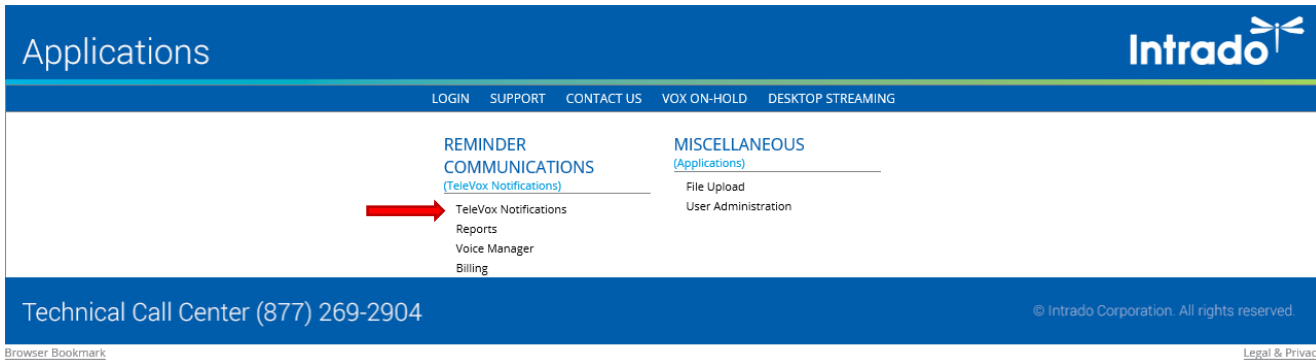 Applications
Intrado
LOGIN SUPPORT CONTACT US VOX ON-HOLD DESKTOP STREAMING
REMINDER
COMMUNICATIONS
(TeleVox Notifications)
TeleVox Notifications
Reports
Voice Manager
Billing
MISCELLANEOUS
(Applications)
File Upload
User Administration
Technical Call Center (877) 269-2904
© Intrado Corporation. All rights reserved.
Browser Bookmark
Legal & Privac